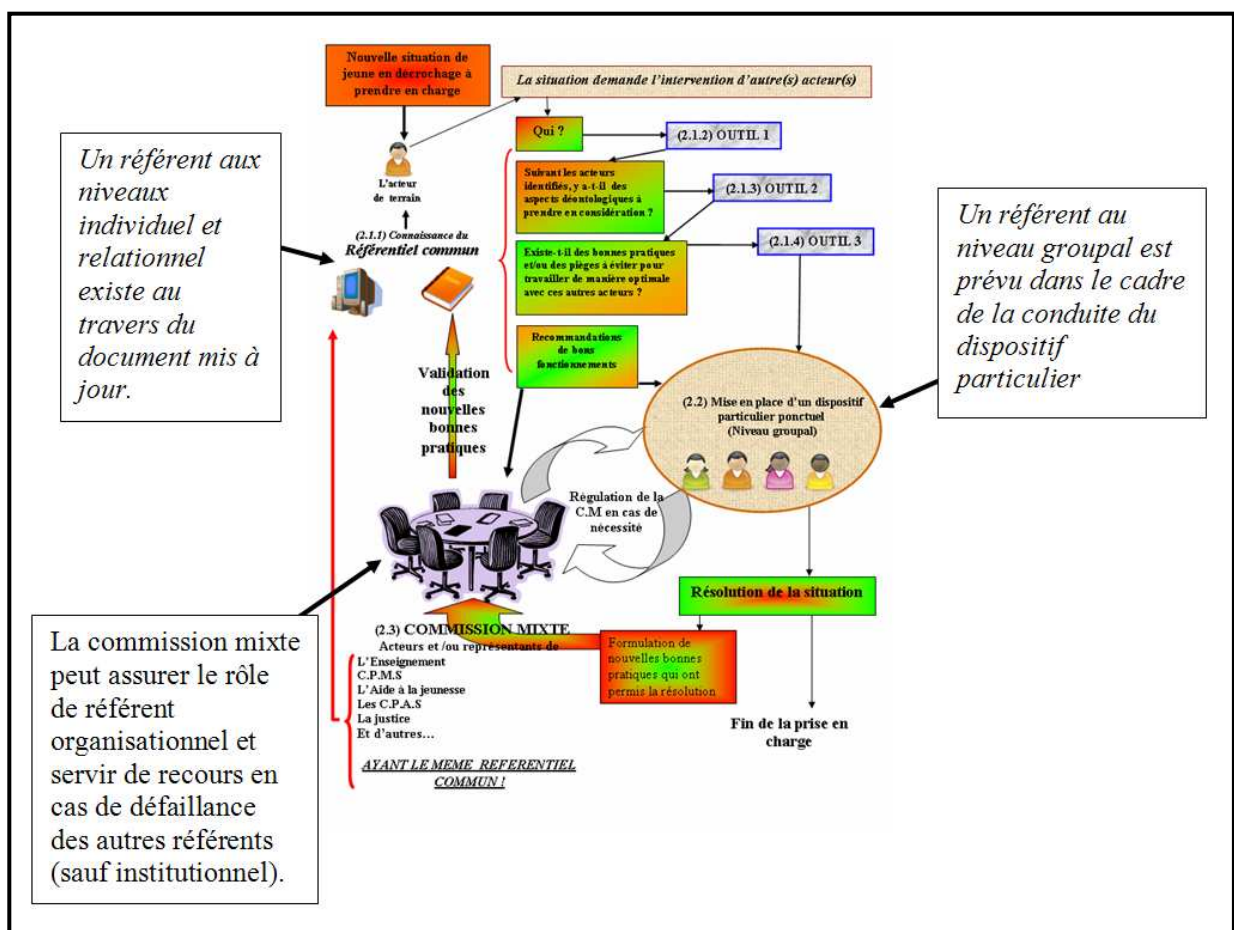 Nouvelle situation de
jeune en décrochage à
prendre en charge
La situation demande l'intervention d'autre(s) acteur(s)
Qui ?
(2.1.2) OUTIL 1
Un référent aux
niveaux
individuel et
relationnel
existe au
travers du
document mis à
jour.
L'acteur
de terrain
(2.1.1) Connaissance du
Référentiel commun
Suivant les acteurs
identifiés, y a-t-il des
aspects déontologiques à
prendre en considération ?
(2.1.3) OUTIL 2
Existe-t-il des bonnes pratiques
et/ou des pièges à éviter pour
travailler de manière optimale
avec ces autres acteurs ?
(2.1.4) OUTIL 3
Un référent au
niveau groupal est
prévu dans le cadre
de la conduite du
dispositif
particulier
Recommandations
de bons
fonctionnements
Validation
des
nouvelles
bonnes
pratiques
(2.2) Mise en place d'un dispositif
particulier ponctuel
(Niveau groupal)
Régulation de la
C.M en cas de
nécessité
Résolution de la situation
La commission mixte
peut assurer le rôle
de référent
organisationnel et
servir de recours en
cas de défaillance
des autres référents
(sauf institutionnel).
(2.3) COMMISSION MIXTE
Acteurs et /ou représentants de
L'Enseignement
C.P.M.S
L'Aide à la jeunesse
Les C.P.A.S
La justice
Et d'autres…
AYANT LE MEME REFERENTIEL
COMMUN !
Formulation de
nouvelles bonnes
pratiques qui ont
permis la résolution
Fin de la prise en
charge